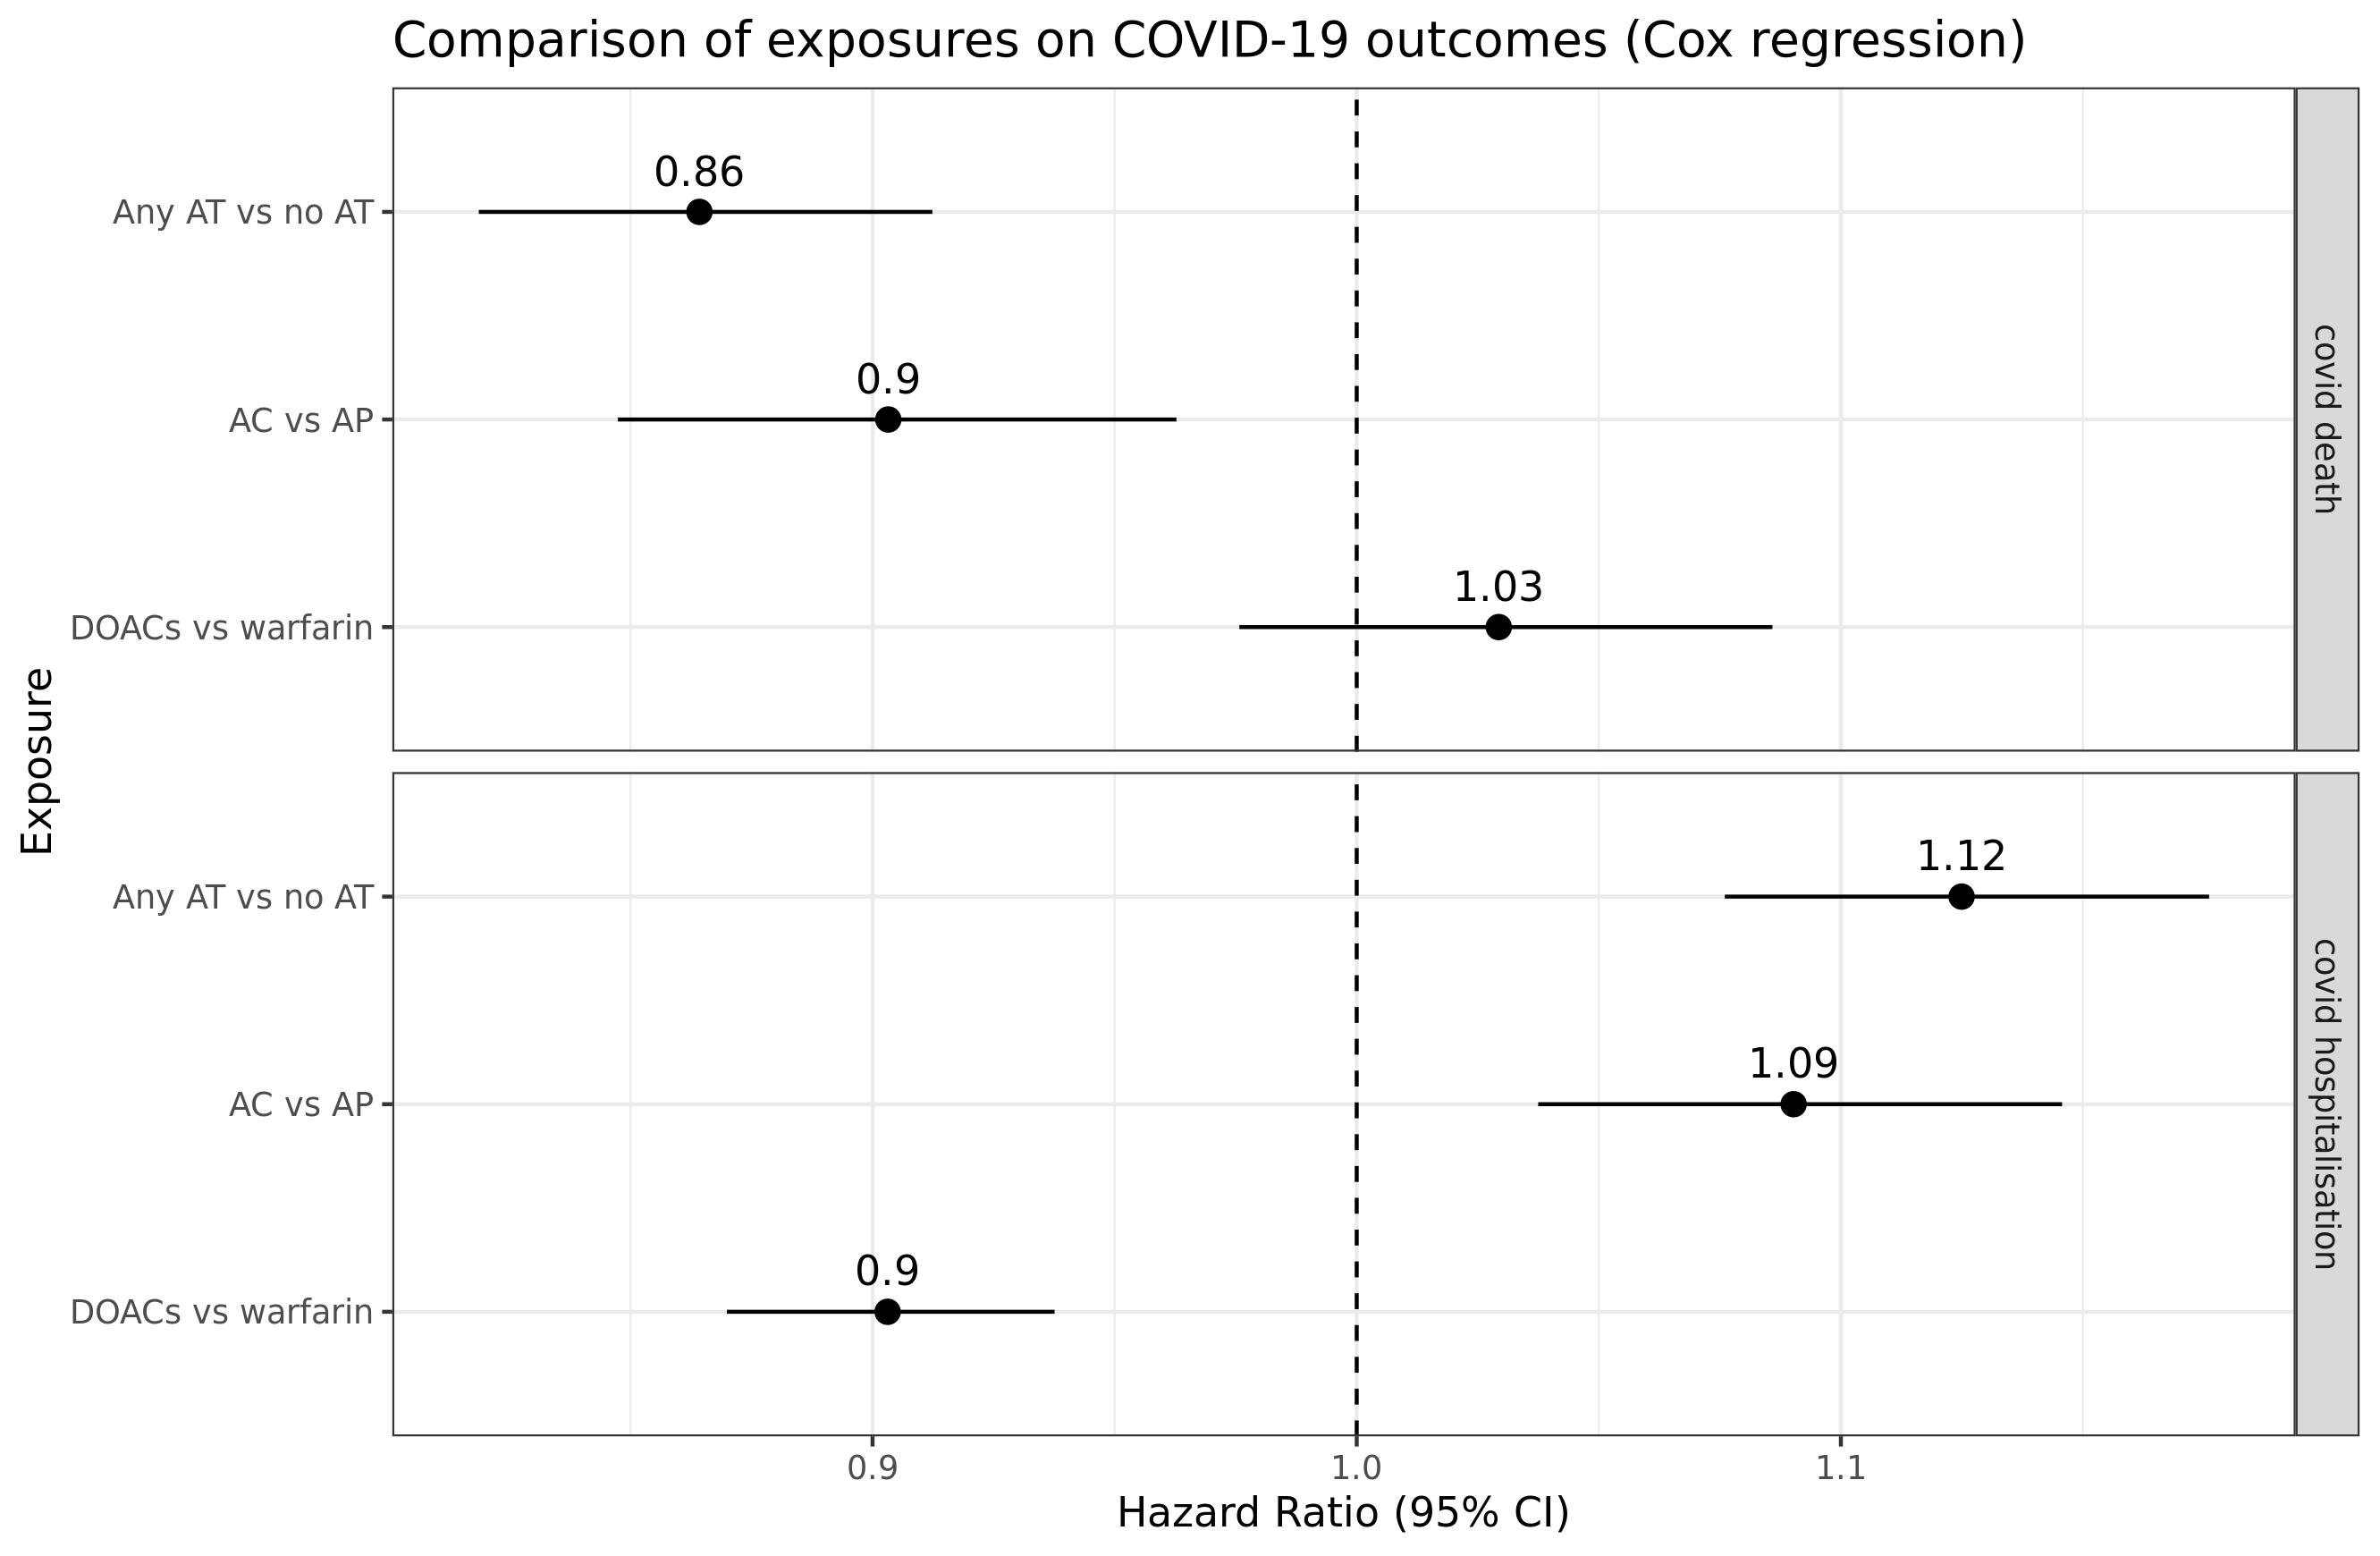 Comparison of exposures on COVID-19 outcomes (Cox regression)
Exposure
covid death
Any AT vs no AT
0.86
AC vs AP
0.9
DOACs vs warfarin
1.03
covid hospitalisation
Any AT vs no AT
1.12
AC vs AP
1.09
DOACs vs warfarin
0.9
0.9 1.0 1.1
Hazard Ratio (95% CI)